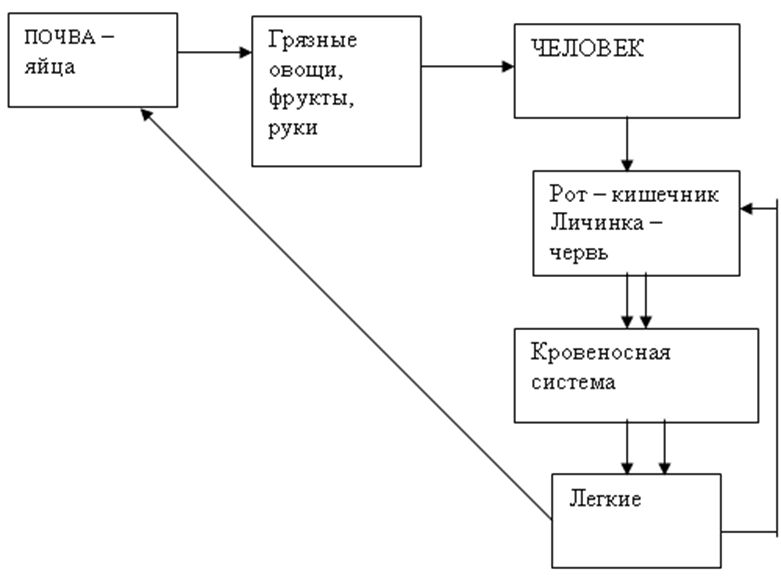 ПОЧВА –
яйца
Грязные
овощи,
фрукты,
руки
ЧЕЛОВЕК
Рот – кишечник
Личинка –
червь
Кровеносная
система
Легкие